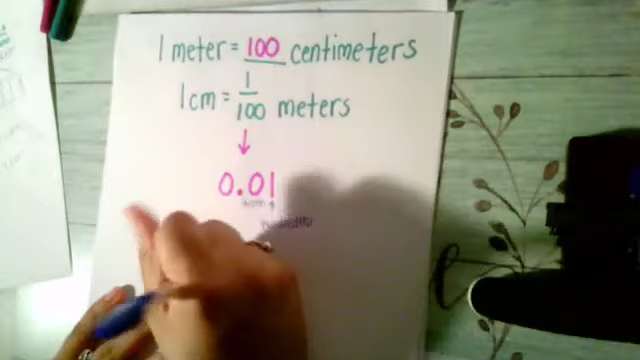 1 meter = 100 centimeters
1cm = 1/100 meters
↓
0.01